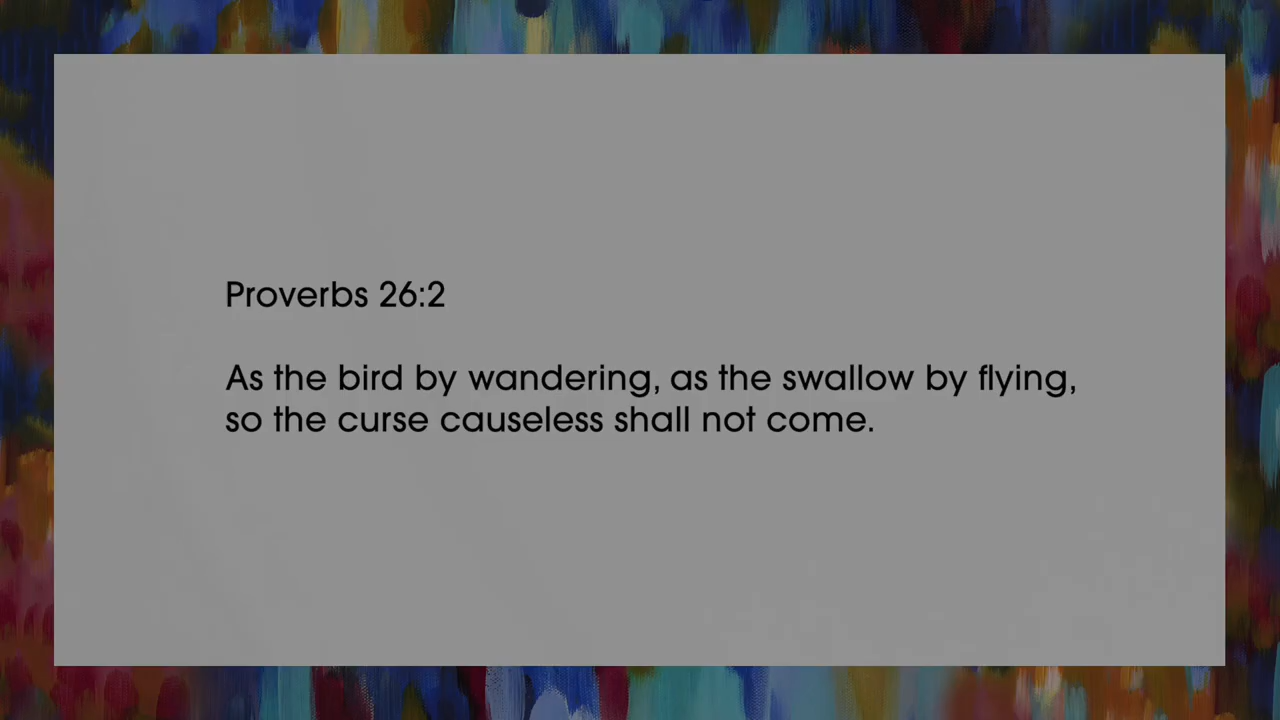 Proverbs 26:2
As the bird by wandering, as the swallow by flying,
so the curse causeless shall not come.